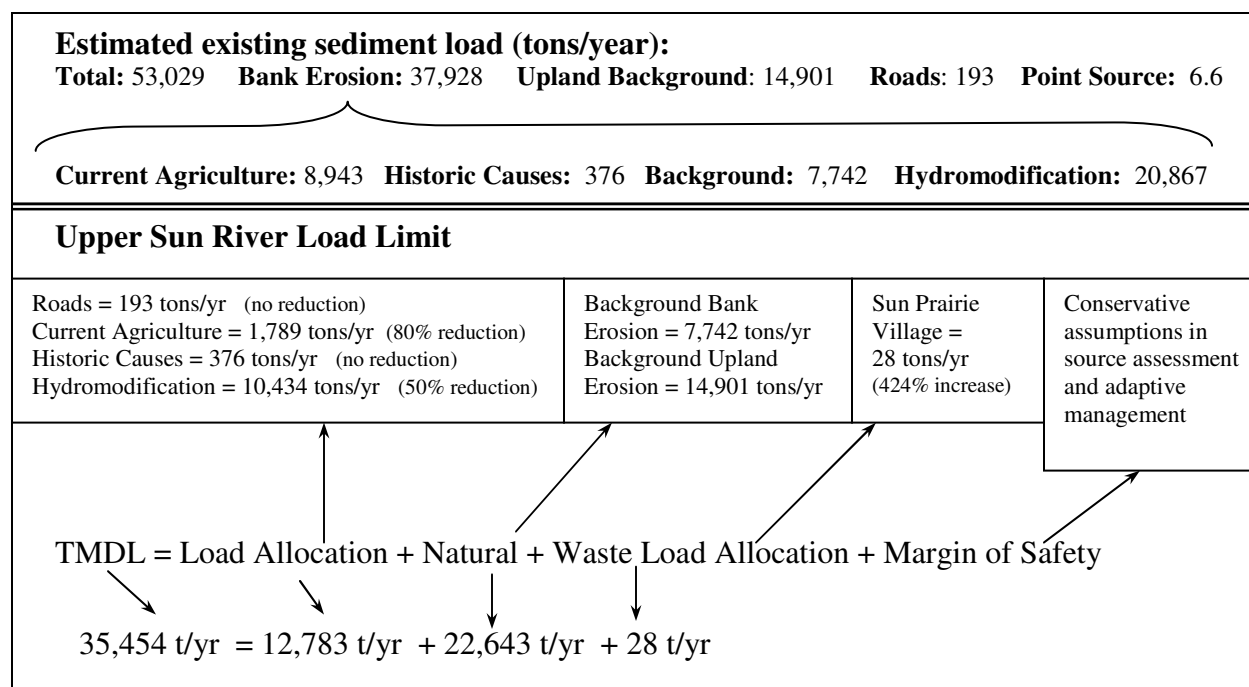 Estimated existing sediment load (tons/year):
Total: 53,029 Bank Erosion: 37,928 Upland Background: 14,901 Roads: 193 Point Source: 6.6
Current Agriculture: 8,943 Historic Causes: 376 Background: 7,742 Hydromodification: 20,867
Upper Sun River Load Limit
Roads = 193 tons/yr (no reduction)
Current Agriculture = 1,789 tons/yr (80% reduction)
Historic Causes = 376 tons/yr (no reduction)
Hydromodification = 10,434 tons/yr (50% reduction)
Background Bank
Erosion = 7,742 tons/yr
Background Upland
Erosion = 14,901 tons/yr
Sun Prairie
Village =
28 tons/yr
(424% increase)
Conservative
assumptions in
source assessment
and adaptive
management
TMDL = Load Allocation + Natural + Waste Load Allocation + Margin of Safety
35,454 t/yr = 12,783 t/yr + 22,643 t/yr + 28 t/yr